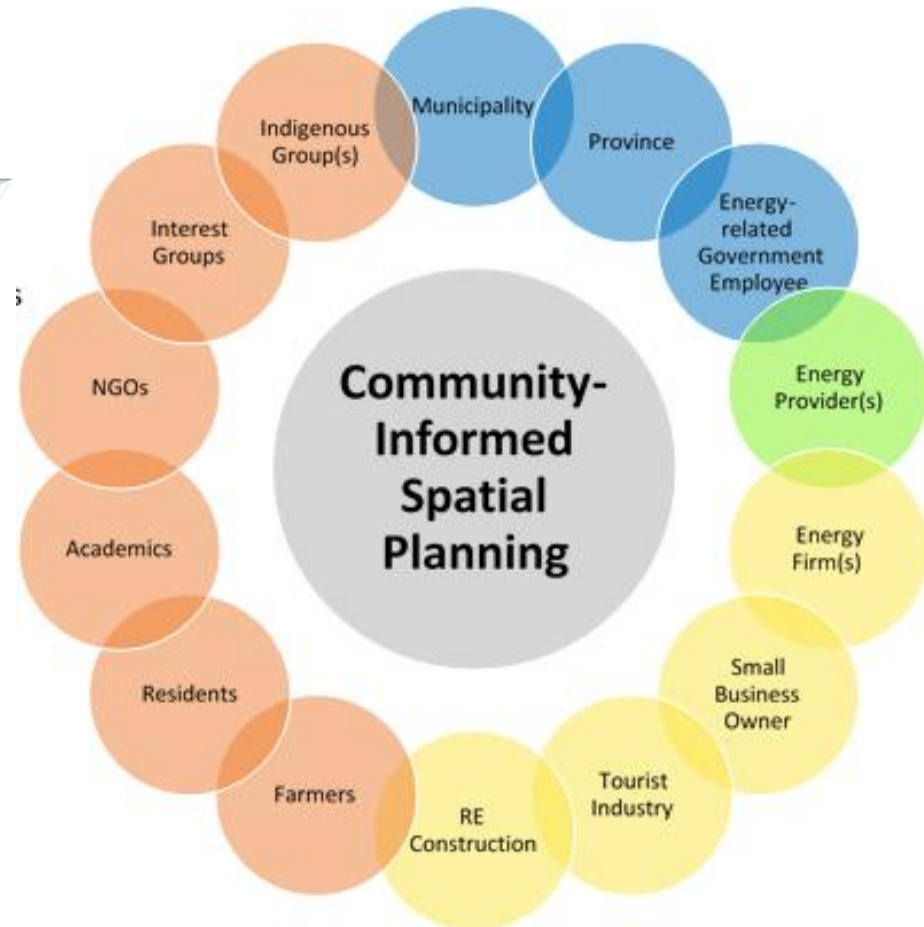 Municipality
Province
Energy-
related
Government
Employee
Energy
Provider(s)
Energy
Firm(s)
Small
Business
Owner
Tourist
Industry
RE
Construction
Farmers
Residents
Academics
NGOs
Interest
Groups
Indigenous
Group(s)
Community-
Informed
Spatial
Planning
s